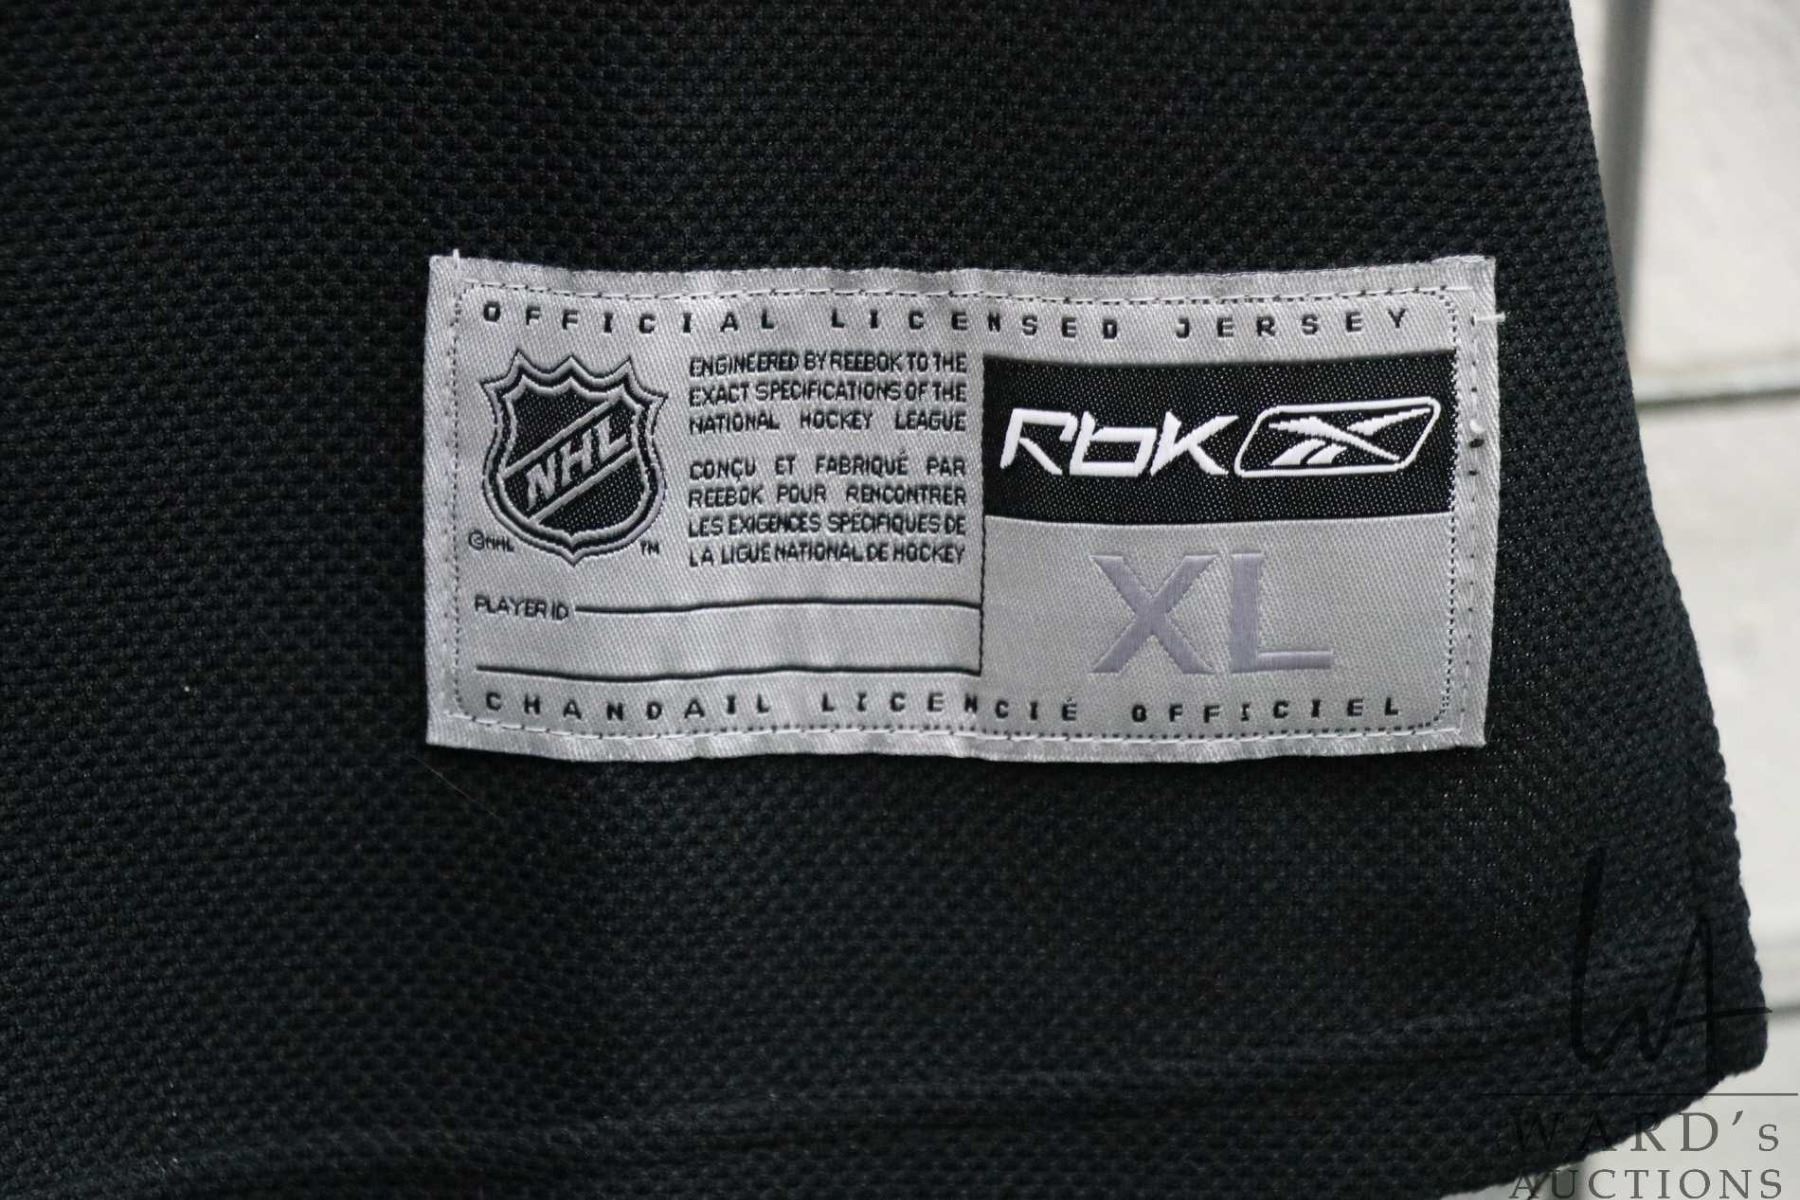 OFFICIAL LICENSED JERSEY
NHL
©NHL
TM
ENGINEERED BY REEBOK TO THE
EXACT SPECIFICATIONS OF THE
NATIONAL HOCKEY LEAGUE
CONÇU ET FABRIQUÉ PAR
REEBOK POUR RENCONTRER
LES EXIGENCES SPÉCIFIQUES DE
LA LIGUE NATIONAL DE HOCKEY
PLAYER ID
Rbk
XL
CHANDAIL LICENCIÉ OFFICIEL
WARD's
AUCTIONS